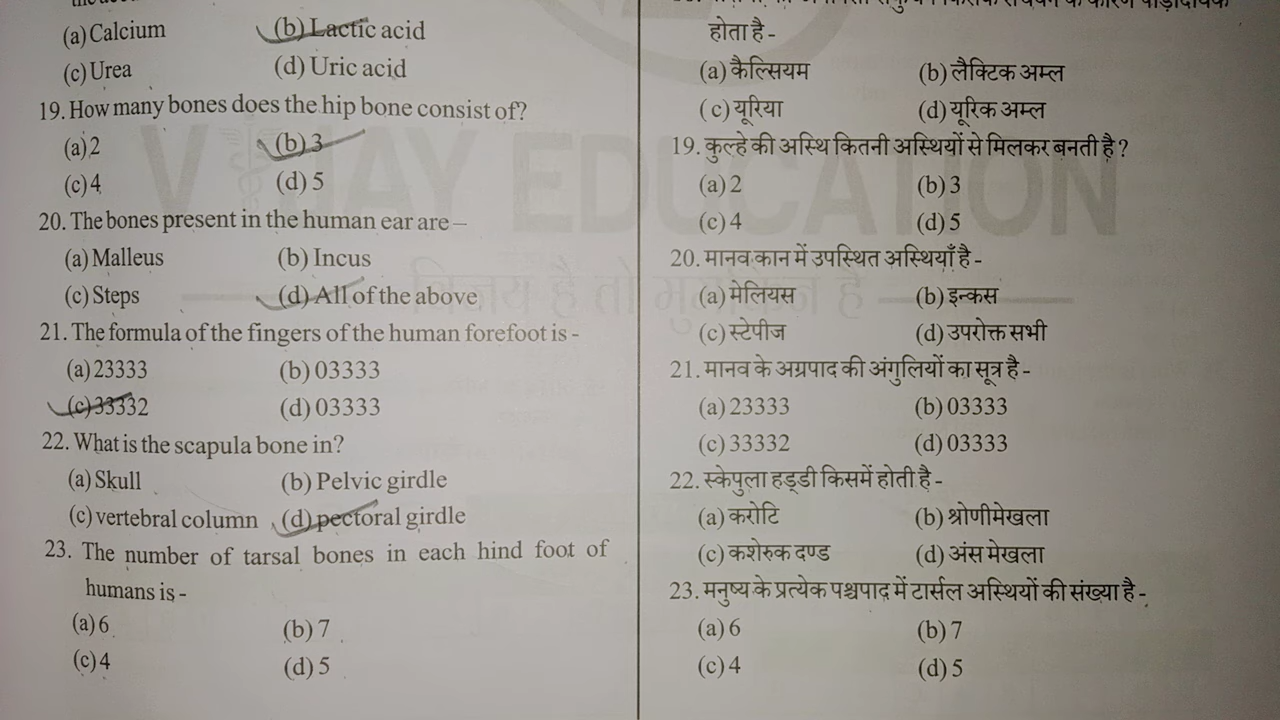 (a) Calcium (b) Lactic acid
(c) Urea (d) Uric acid
19. How many bones does the hip bone consist of?
(a) 2 (b) 3
(c) 4 (d) 5
20. The bones present in the human ear are –
(a) Malleus (b) Incus
(c) Steps (d) All of the above
21. The formula of the fingers of the human forefoot is -
(a) 23333 (b) 03333
(c) 33332 (d) 03333
22. What is the scapula bone in?
(a) Skull (b) Pelvic girdle
(c) vertebral column (d) pectoral girdle
23. The number of tarsal bones in each hind foot of
humans is -
(a) 6 (b) 7
(c) 4 (d) 5
होता है -
(a) कैल्सियम (b) लैक्टिक अम्ल
(c) यूरिया (d) यूरिक अम्ल
19. कुल्हे की अस्थि कितनी अस्थियों से मिलकर बनती है ?
(a) 2 (b) 3
(c) 4 (d) 5
20. मानव कान में उपस्थित अस्थियाँ है -
(a) मेलियस (b) इन्कस
(c) स्टेपीज (d) उपरोक्त सभी
21. मानव के अग्रपाद की अंगुलियों का सूत्र है -
(a) 23333 (b) 03333
(c) 33332 (d) 03333
22. स्केपुला हड्डी किसमें होती है -
(a) करोटि (b) श्रोणीमेखला
(c) कशेरुक दण्ड (d) अंस मेखला
23. मनुष्य के प्रत्येक पश्चपाद में टार्सल अस्थियों की संख्या है -
(a) 6 (b) 7
(c) 4 (d) 5
VIJAY EDUCATION